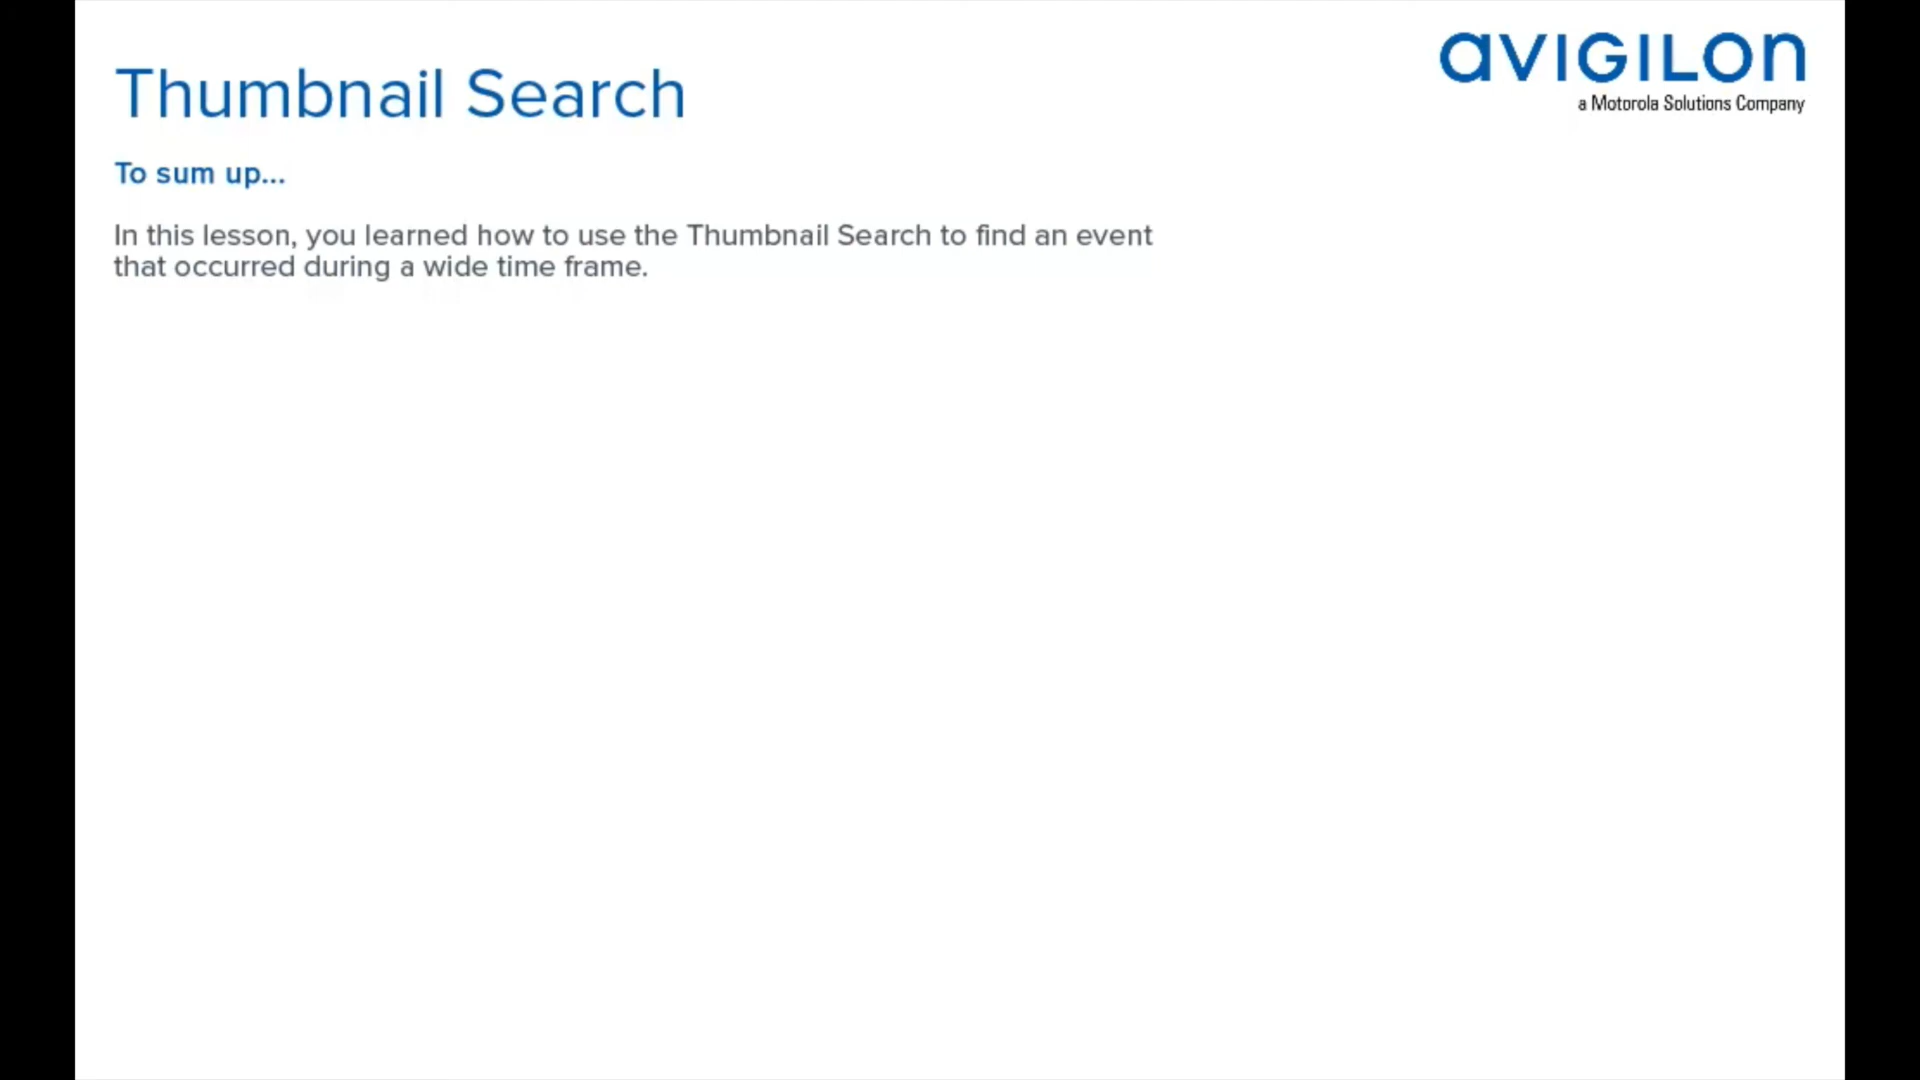 avigilon
a Motorola Solutions Company
Thumbnail Search
To sum up...
In this lesson, you learned how to use the Thumbnail Search to find an event
that occurred during a wide time frame.